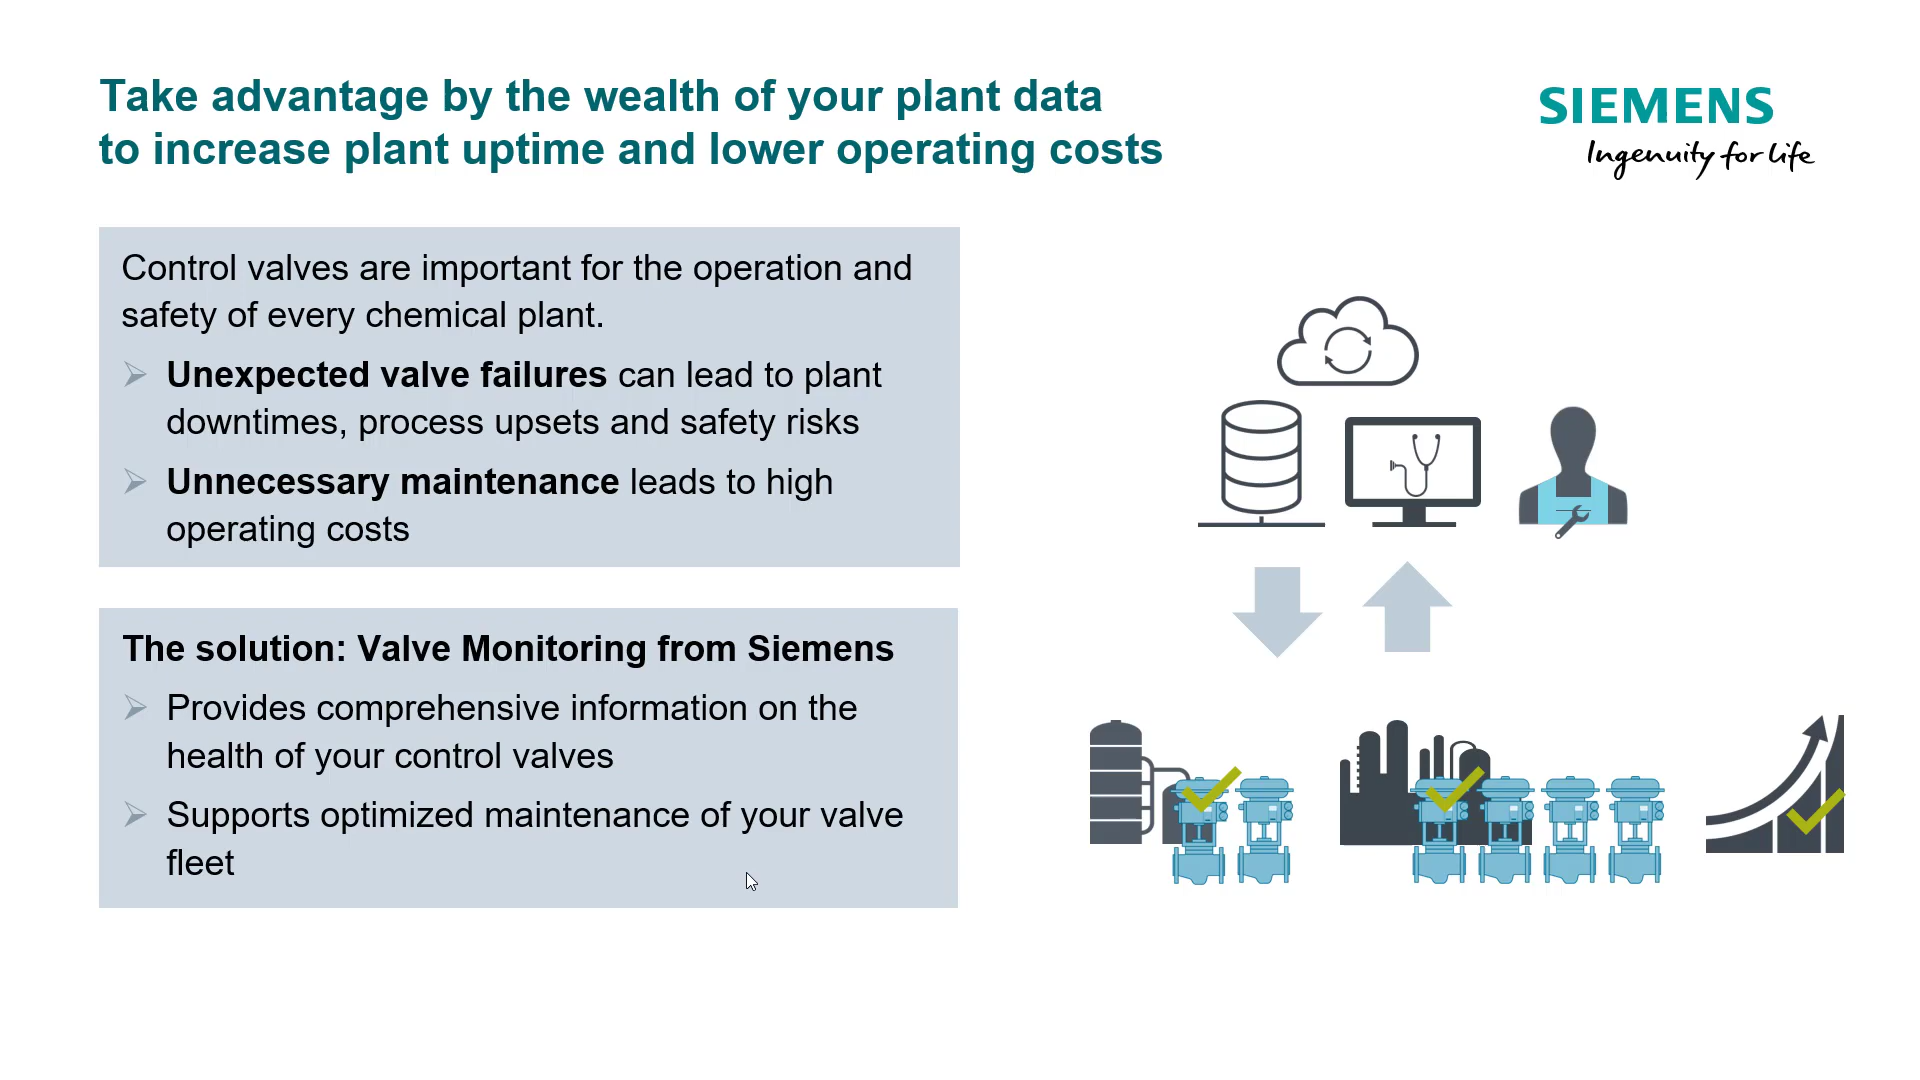 Take advantage by the wealth of your plant data
to increase plant uptime and lower operating costs
SIEMENS
Ingenuity for life
Control valves are important for the operation and
safety of every chemical plant.
Unexpected valve failures can lead to plant
downtimes, process upsets and safety risks
Unnecessary maintenance leads to high
operating costs
The solution: Valve Monitoring from Siemens
Provides comprehensive information on the
health of your control valves
Supports optimized maintenance of your valve
fleet